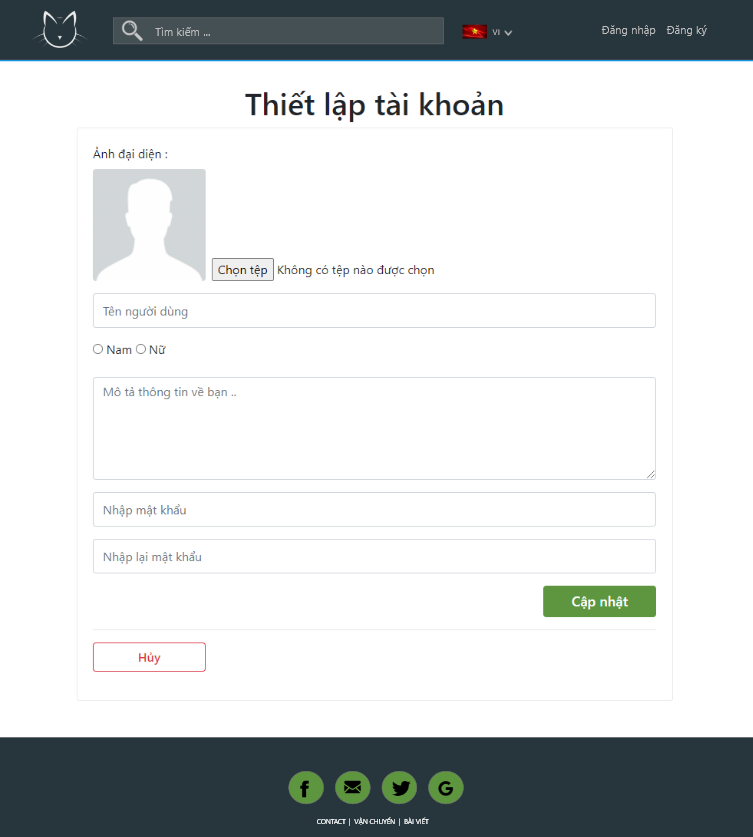 Tìm kiếm ...
VI
Đăng nhập Đăng ký
Thiết lập tài khoản
Ảnh đại diện :
Chọn tệp Không có tệp nào được chọn
Tên người dùng
Nam Nữ
Mô tả thông tin về bạn ..
Nhập mật khẩu
Nhập lại mật khẩu
Cập nhật
Hủy
CONTACT | VẬN CHUYỂN | BÀI VIẾT